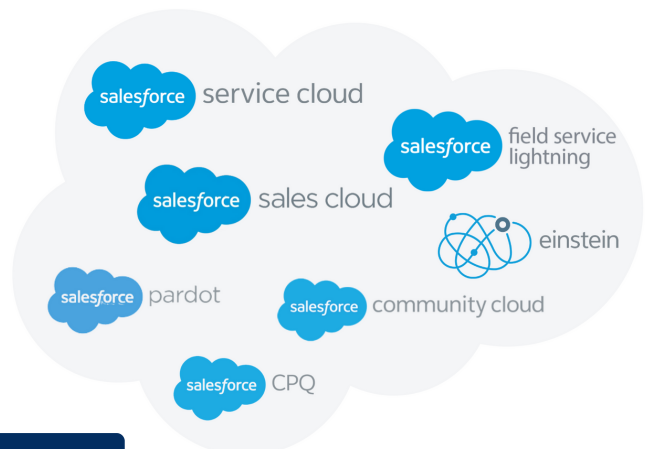 salesforce service cloud
salesforce field service
lightning
salesforce sales cloud
einstein
salesforce pardot
salesforce community cloud
salesforce CPQ